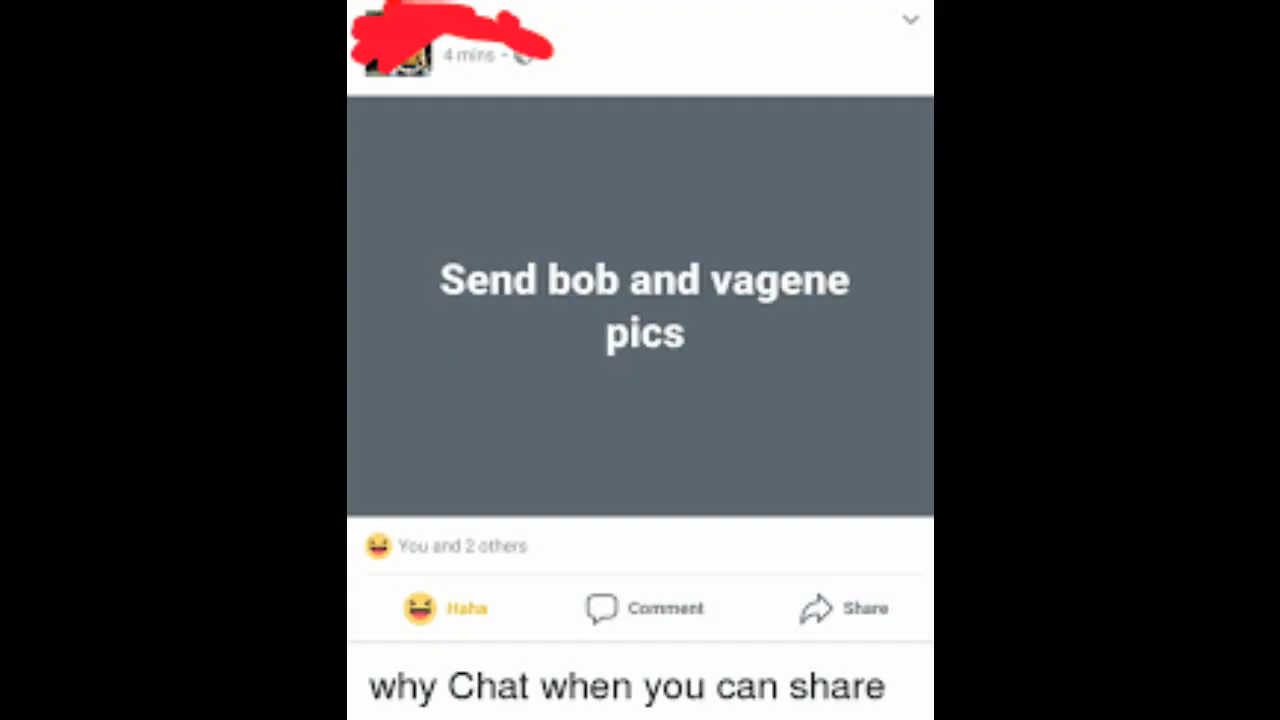 4 mins
Send bob and vagene
pics
You and 2 others
Haha
Comment
Share
why Chat when you can share